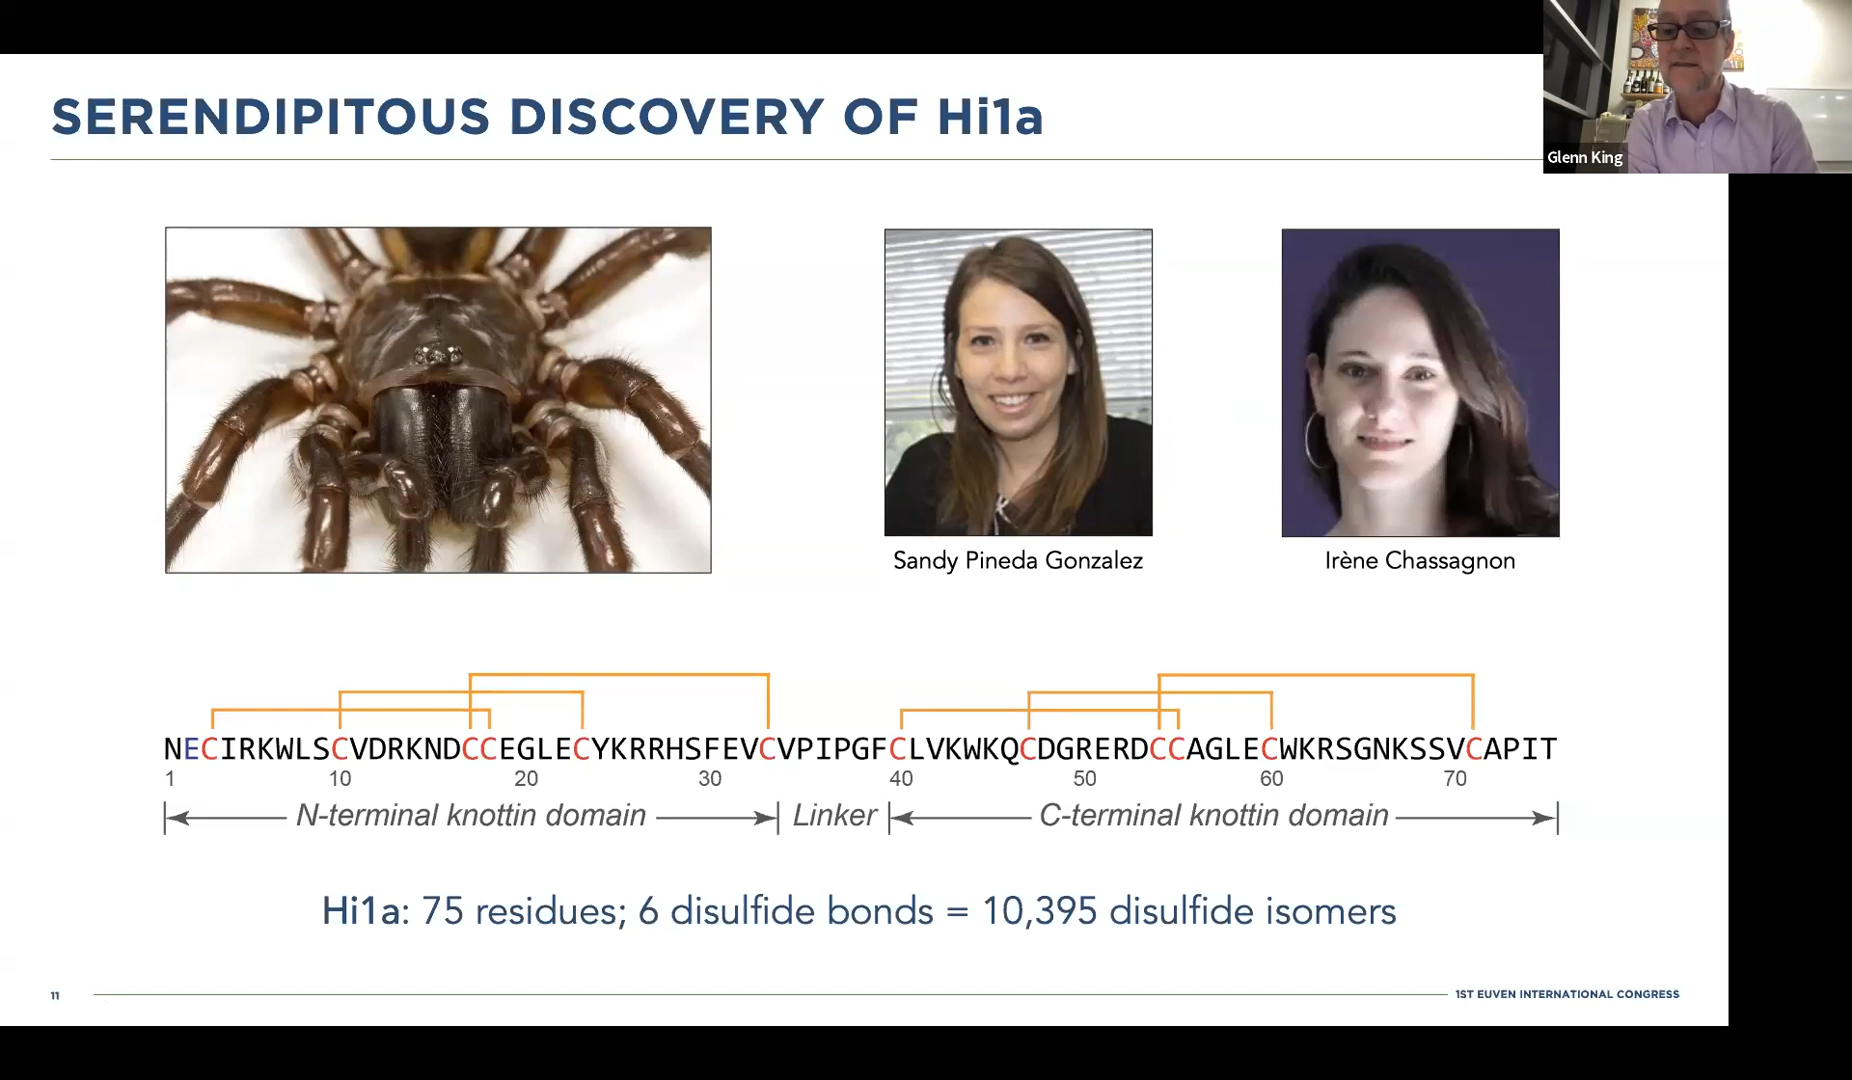 SERENDIPITOUS DISCOVERY OF Hi1a
Glenn King
Sandy Pineda Gonzalez
Irène Chassagnon
NECIRKWLSCVDRKNDCCEGLECYKRRHSFEVCVPIPGFCLVKWKQCDGRERDCCAGLECWKRSGNKSSVCAPIT
1 10 20 30 40 50 60 70
N-terminal knottin domain Linker C-terminal knottin domain
Hi1a: 75 residues; 6 disulfide bonds = 10,395 disulfide isomers
11
1ST EUVEN INTERNATIONAL CONGRESS